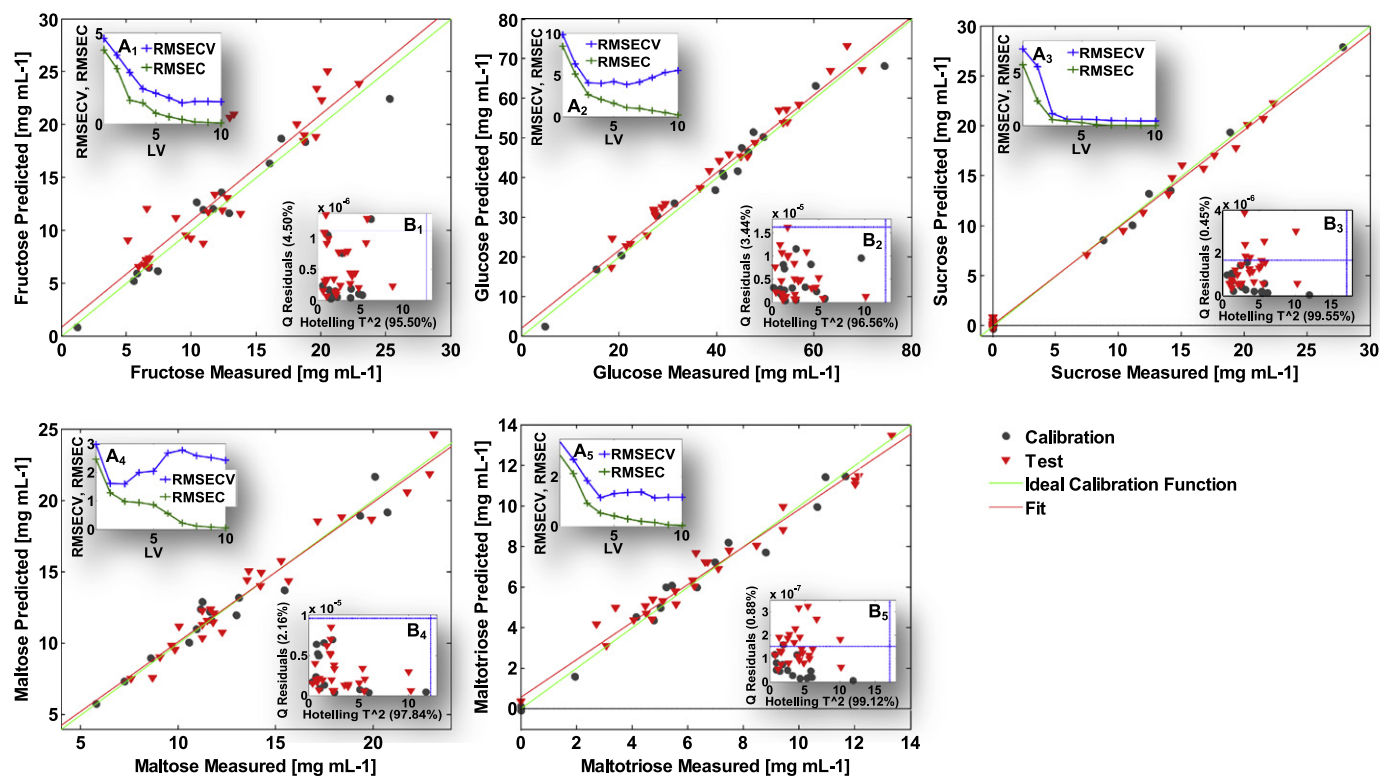 Fructose Predicted [mg mL-1]
30
25
20
15
10
5
0
0
5
10
15
20
25
30
Fructose Measured [mg mL-1]
RMSECV, RMSEC
5
0
5
10
LV
A1
RMSECV
RMSEC
x 10-6
B1
Q Residuals (4.50%)
1
0.5
0
0
5
10
Hotelling T^2 (95.50%)
Glucose Predicted [mg mL-1]
80
70
60
50
40
30
20
10
0
0
20
40
60
80
Glucose Measured [mg mL-1]
RMSECV, RMSEC
10
5
0
5
10
LV
A2
RMSECV
RMSEC
x 10-5
B2
Q Residuals (3.44%)
1.5
1
0.5
0
0
5
10
Hotelling T^2 (96.56%)
Sucrose Predicted [mg mL-1]
30
25
20
15
10
5
0
0
5
10
15
20
25
30
Sucrose Measured [mg mL-1]
RMSECV, RMSEC
5
0
5
10
LV
A3
RMSECV
RMSEC
x 10-6
B3
Q Residuals (0.45%)
4
2
0
0
5
10
15
Hotelling T^2 (99.55%)
Maltose Predicted [mg mL-1]
25
20
15
10
5
5
10
15
20
Maltose Measured [mg mL-1]
RMSECV, RMSEC
3
2
1
0
5
10
LV
A4
RMSECV
RMSEC
x 10-5
B4
Q Residuals (2.16%)
1
0.5
0
0
5
10
Hotelling T^2 (97.84%)
Maltotriose Predicted [mg mL-1]
14
12
10
8
6
4
2
0
0
2
4
6
8
10
12
14
Maltotriose Measured [mg mL-1]
RMSECV, RMSEC
2
0
5
10
LV
A5
RMSECV
RMSEC
x 10-7
B5
Q Residuals (0.88%)
3
2
1
0
0
5
10
15
Hotelling T^2 (99.12%)
Calibration
Test
Ideal Calibration Function
Fit